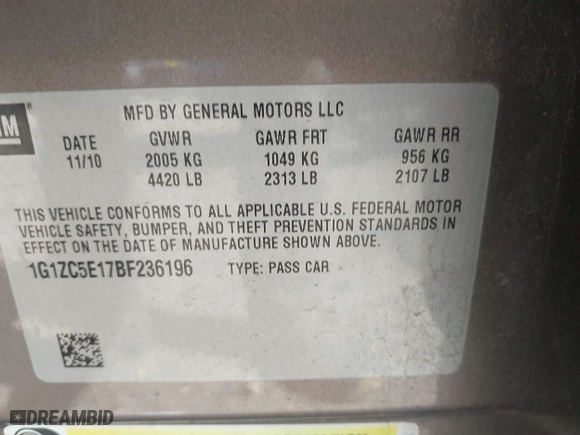 GM ®
MFD BY GENERAL MOTORS LLC
DATE GVWR GAWR FRT GAWR RR
11/10 2005 KG 1049 KG 956 KG
4420 LB 2313 LB 2107 LB
THIS VEHICLE CONFORMS TO ALL APPLICABLE U.S. FEDERAL MOTOR
VEHICLE SAFETY, BUMPER, AND THEFT PREVENTION STANDARDS IN
EFFECT ON THE DATE OF MANUFACTURE SHOWN ABOVE.
1G1ZC5E17BF236196 TYPE: PASS CAR
DREAMBID